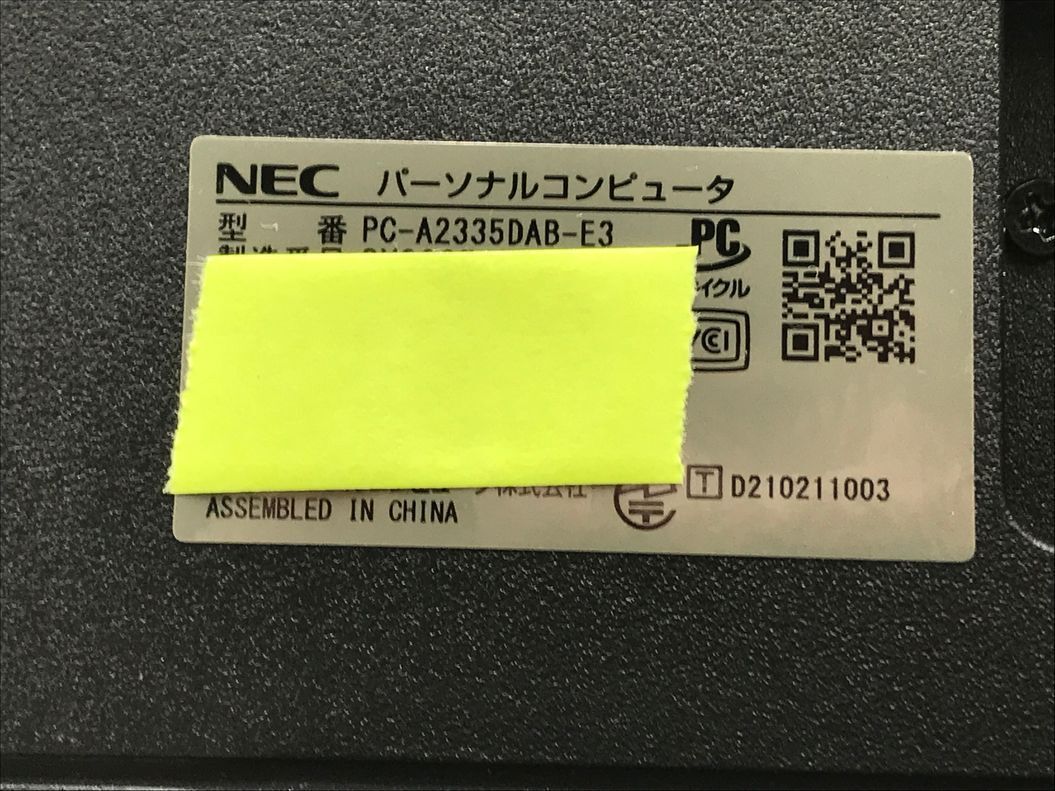 NEC パーソナルコンピュータ
型 番 PC-A2335DAB-E3
PC
イクル
D210211003
株式会社
T
ASSEMBLED IN CHINA